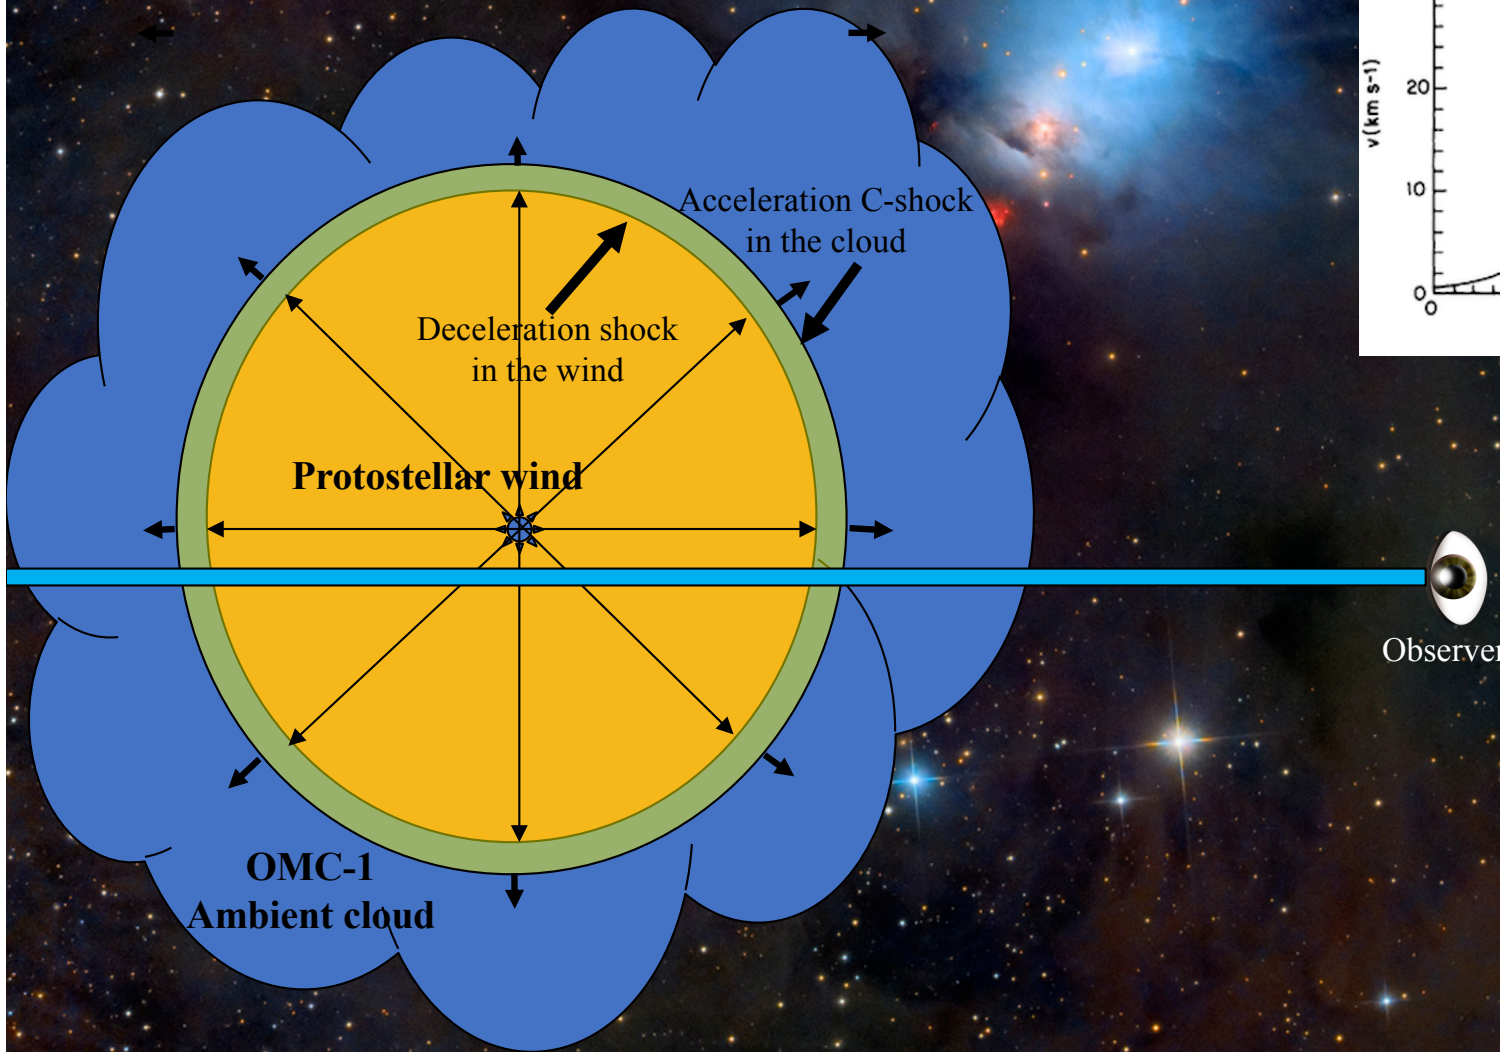 v(km s-1)
20
10
0
0
Acceleration C-shock
in the cloud
Deceleration shock
in the wind
Protostellar wind
Observer
OMC-1
Ambient cloud